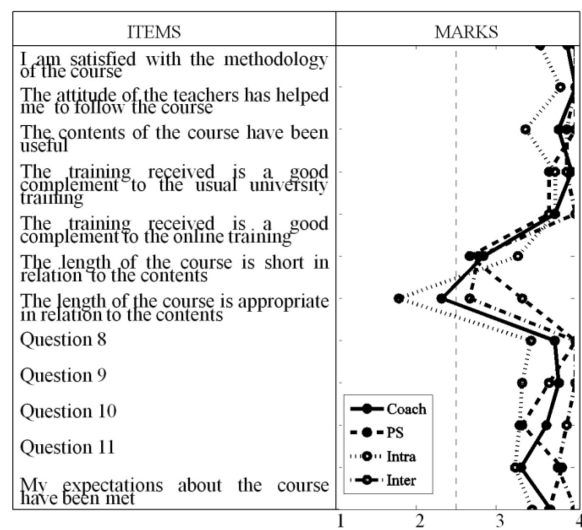 ITEMS
MARKS
I am satisfied with the methodology
of the course
The attitude of the teachers has helped
me to follow the course
The contents of the course have been
useful
The training received is a good
complement to the usual university
training
The training received is a good
complement to the online training
The length of the course is short in
relation to the contents
The length of the course is appropriate
in relation to the contents
Question 8
Question 9
Question 10
Question 11
My expectations about the course
have been met
Coach
PS
Intra
Inter
1 2 3 4